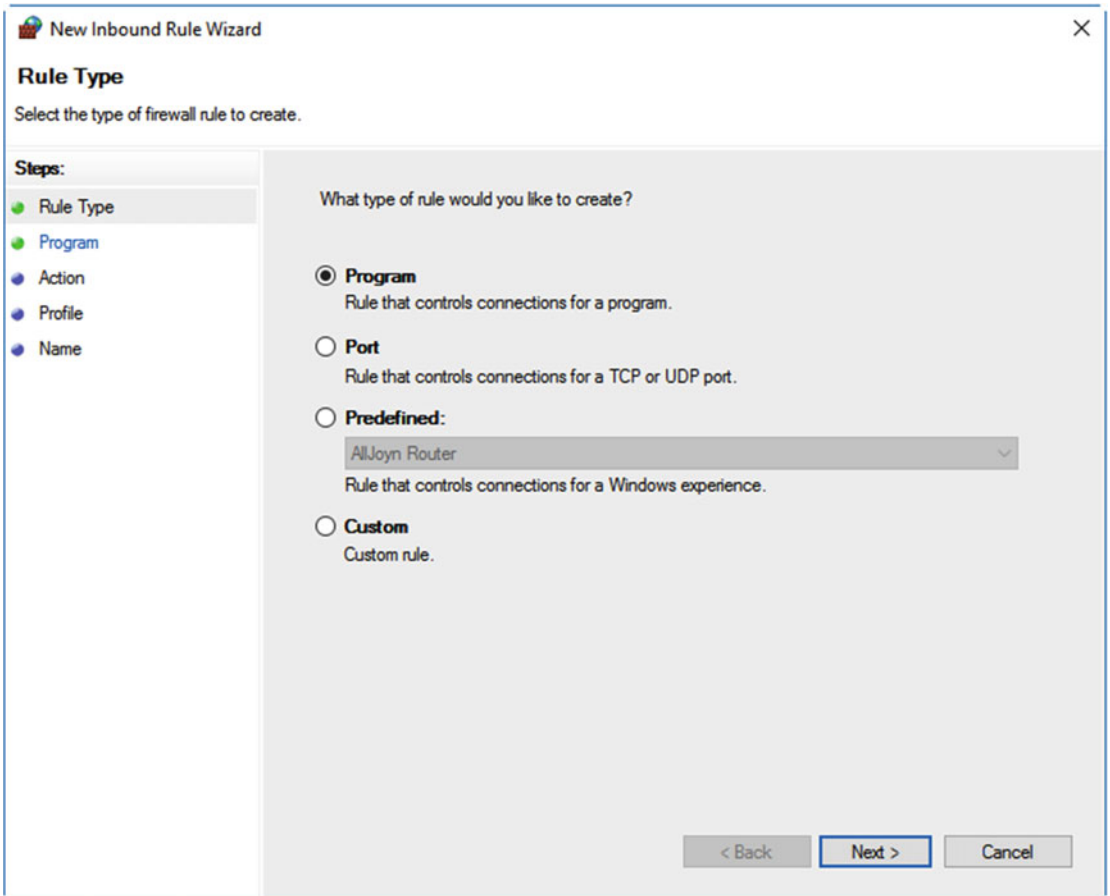 New Inbound Rule Wizard
Rule Type
Select the type of firewall rule to create.
Steps:
Rule Type
Program
Action
Profile
Name
What type of rule would you like to create?
Program
Rule that controls connections for a program.
Port
Rule that controls connections for a TCP or UDP port.
Predefined:
AllJoyn Router
Rule that controls connections for a Windows experience.
Custom
Custom rule.
< Back
Next >
Cancel